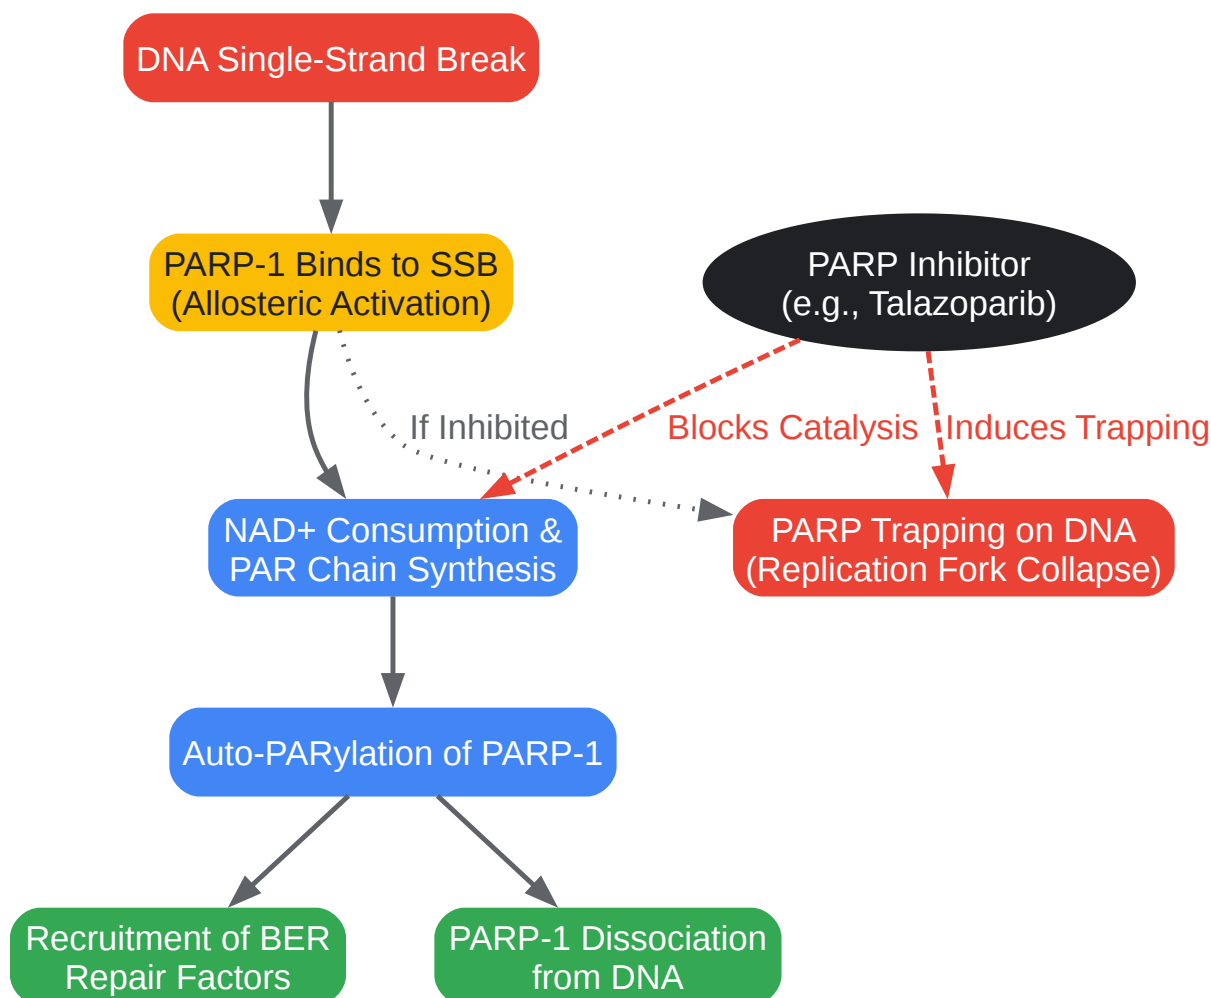 DNA Single-Strand Break
PARP-1 Binds to SSB
(Allosteric Activation)
PARP Inhibitor
(e.g., Talazoparib)
If Inhibited
Blocks Catalysis
Induces Trapping
NAD+ Consumption &
PAR Chain Synthesis
PARP Trapping on DNA
(Replication Fork Collapse)
Auto-PARylation of PARP-1
Recruitment of BER
Repair Factors
PARP-1 Dissociation
from DNA